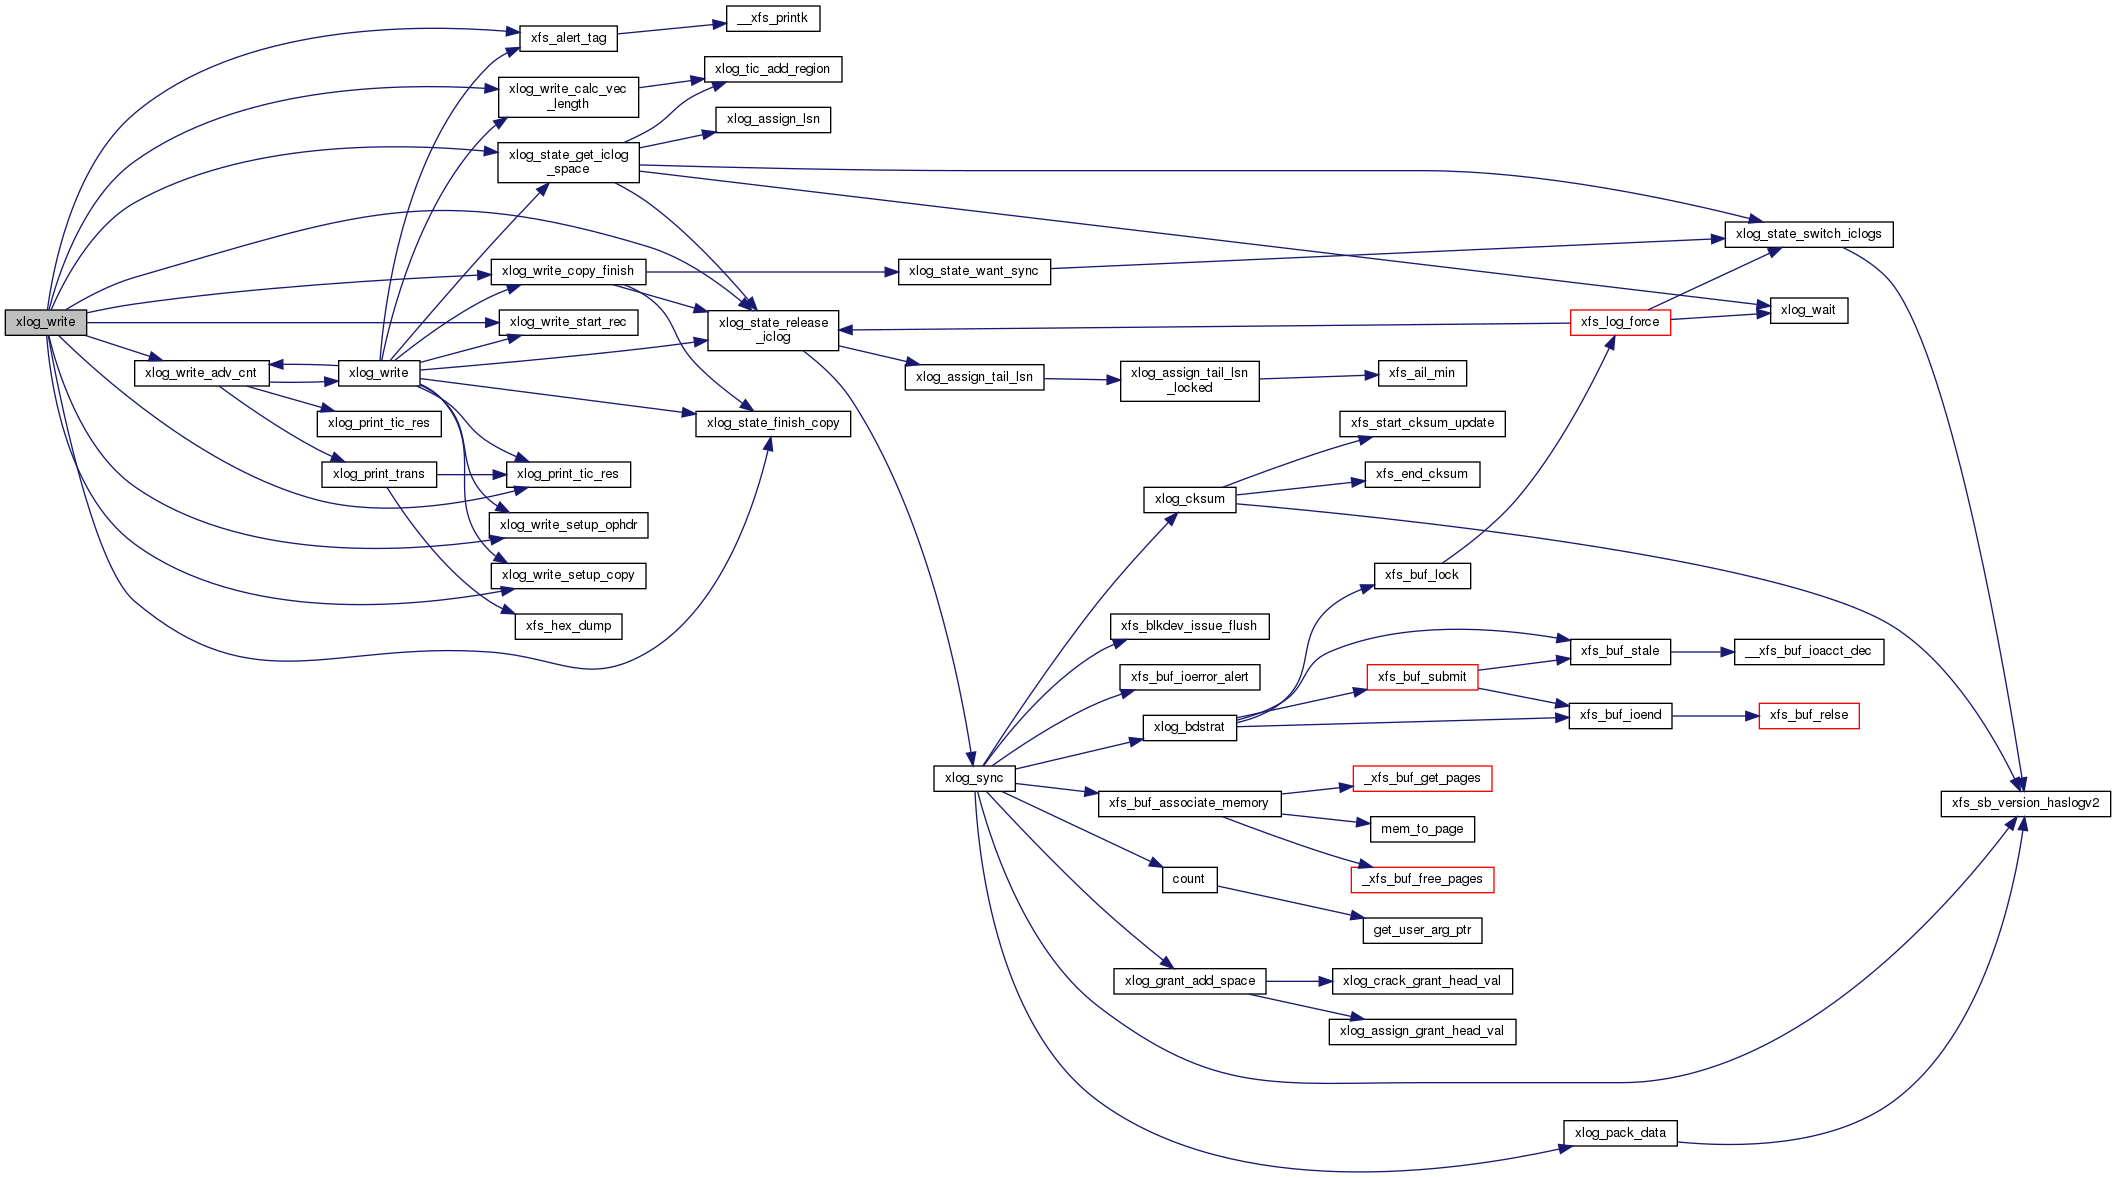 xlog_write
xfs_alert_tag
__xfs_printk
xlog_tic_add_region
xlog_write_calc_vec
_length
xlog_assign_lsn
xlog_state_get_iclog
_space
xlog_state_switch_iclogs
xlog_write_copy_finish
xlog_state_want_sync
xlog_wait
xlog_write_start_rec
xlog_state_release
_iclog
xfs_log_force
xlog_write_adv_cnt
xlog_write
xlog_assign_tail_lsn
xlog_assign_tail_lsn
_locked
xfs_ail_min
xlog_print_tic_res
xlog_state_finish_copy
xfs_start_cksum_update
xlog_print_trans
xlog_print_tic_res
xfs_end_cksum
xlog_cksum
xlog_write_setup_ophdr
xlog_write_setup_copy
xfs_buf_lock
xfs_hex_dump
xfs_blkdev_issue_flush
xfs_buf_stale
__xfs_buf_ioacct_dec
xfs_buf_ioerror_alert
xfs_buf_submit
xlog_bdstrat
xfs_buf_ioend
xfs_buf_relse
xlog_sync
_xfs_buf_get_pages
xfs_buf_associate_memory
xfs_sb_version_haslogv2
mem_to_page
count
_xfs_buf_free_pages
get_user_arg_ptr
xlog_grant_add_space
xlog_crack_grant_head_val
xlog_assign_grant_head_val
xlog_pack_data